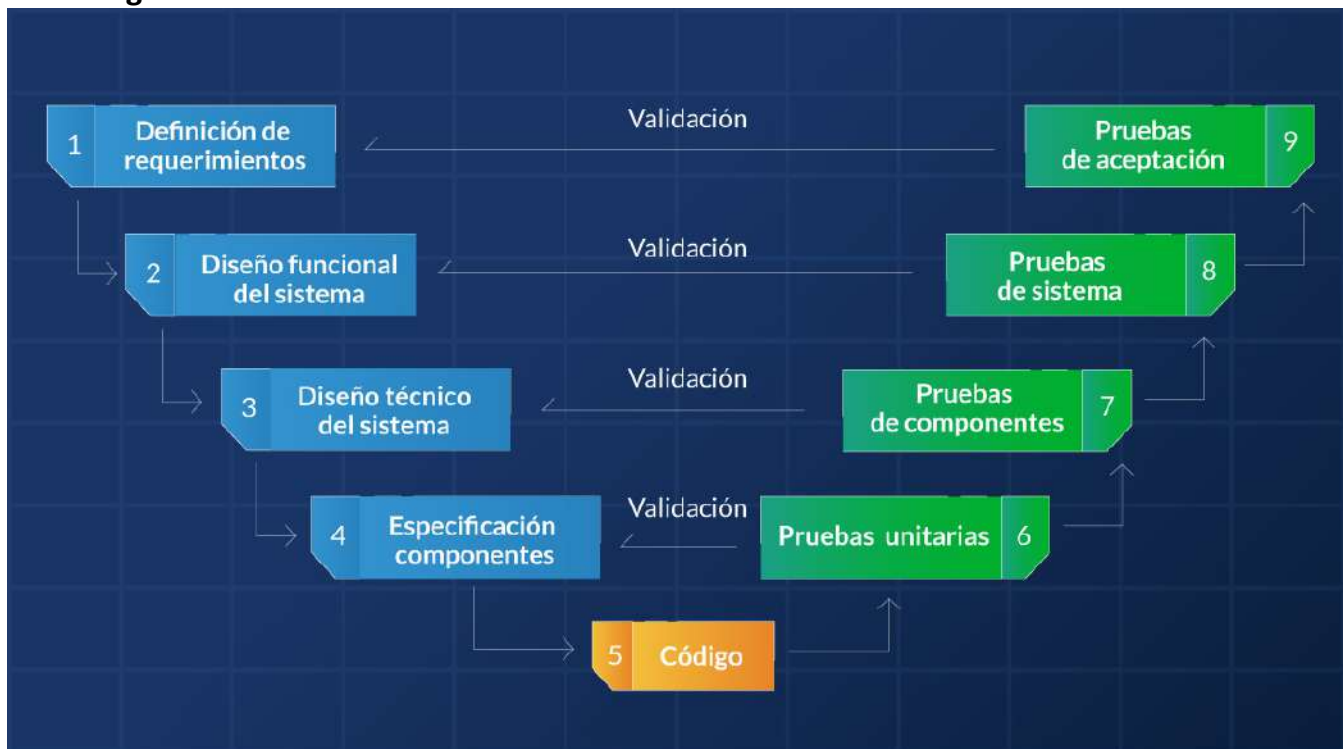 1
Definición de
requerimientos
Validación
Pruebas
de aceptación
9
2
Diseño funcional
del sistema
Validación
Pruebas
de sistema
8
3
Diseño técnico
del sistema
Validación
Pruebas
de componentes
7
4
Especificación
componentes
Validación
Pruebas unitarias
6
5
Código